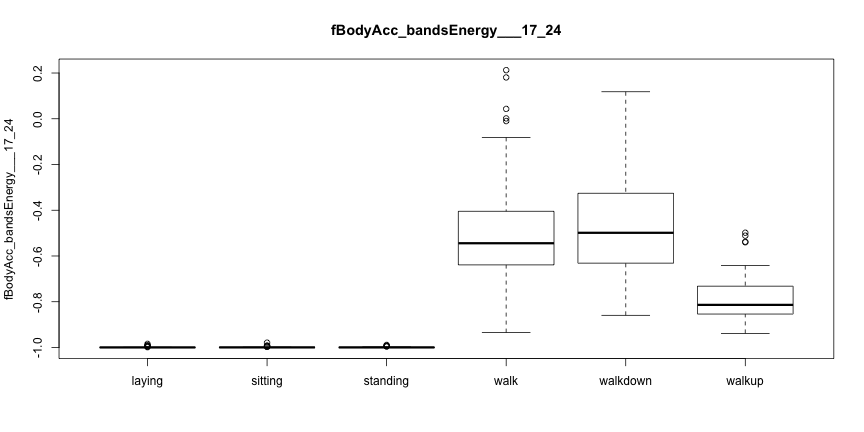 fBodyAcc_bandsEnergy___17_24
fBodyAcc_bandsEnergy___17_24
0.2
0.0
-0.2
-0.4
-0.6
-0.8
-1.0
laying sitting standing walk walkdown walkup